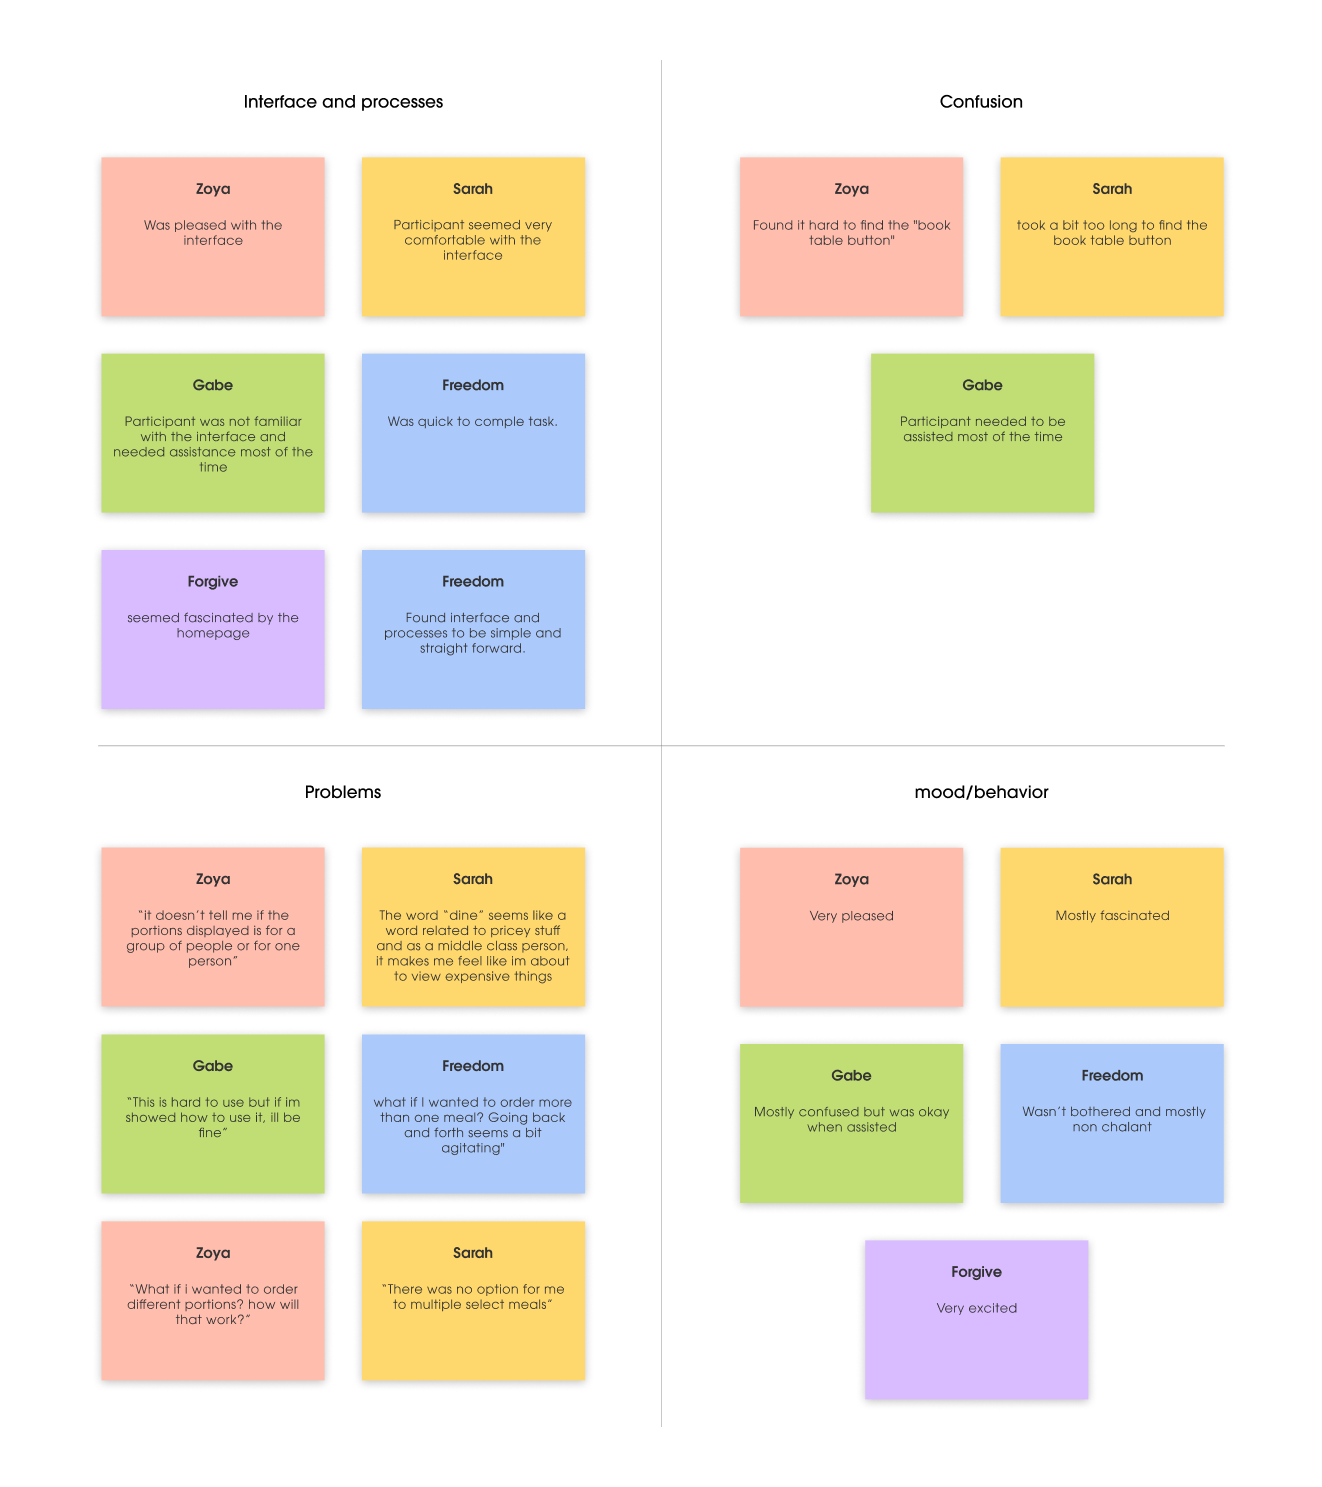 Interface and processes
Zoya
Was pleased with the
interface
Sarah
Participant seemed very
comfortable with the
interface
Gabe
Participant was not familiar
with the interface and
needed assistance most of the
time
Freedom
Was quick to comple task.
Forgive
seemed fascinated by the
homepage
Freedom
Found interface and
processes to be simple and
straight forward.
Confusion
Zoya
Found it hard to find the "book
table button"
Sarah
took a bit too long to find the
book table button
Gabe
Participant needed to be
assisted most of the time
Problems
Zoya
“it doesn’t tell me if the
portions displayed is for a
group of people or for one
person”
Sarah
The word “dine” seems like a
word related to pricey stuff
and as a middle class person,
it makes me feel like im about
to view expensive things
Gabe
“This is hard to use but if im
showed how to use it, ill be
fine”
Freedom
what if I wanted to order more
than one meal? Going back
and forth seems a bit
agitating"
Zoya
“What if i wanted to order
different portions? how will
that work?”
Sarah
“There was no option for me
to multiple select meals”
mood/behavior
Zoya
Very pleased
Sarah
Mostly fascinated
Gabe
Mostly confused but was okay
when assisted
Freedom
Wasn’t bothered and mostly
non chalant
Forgive
Very excited